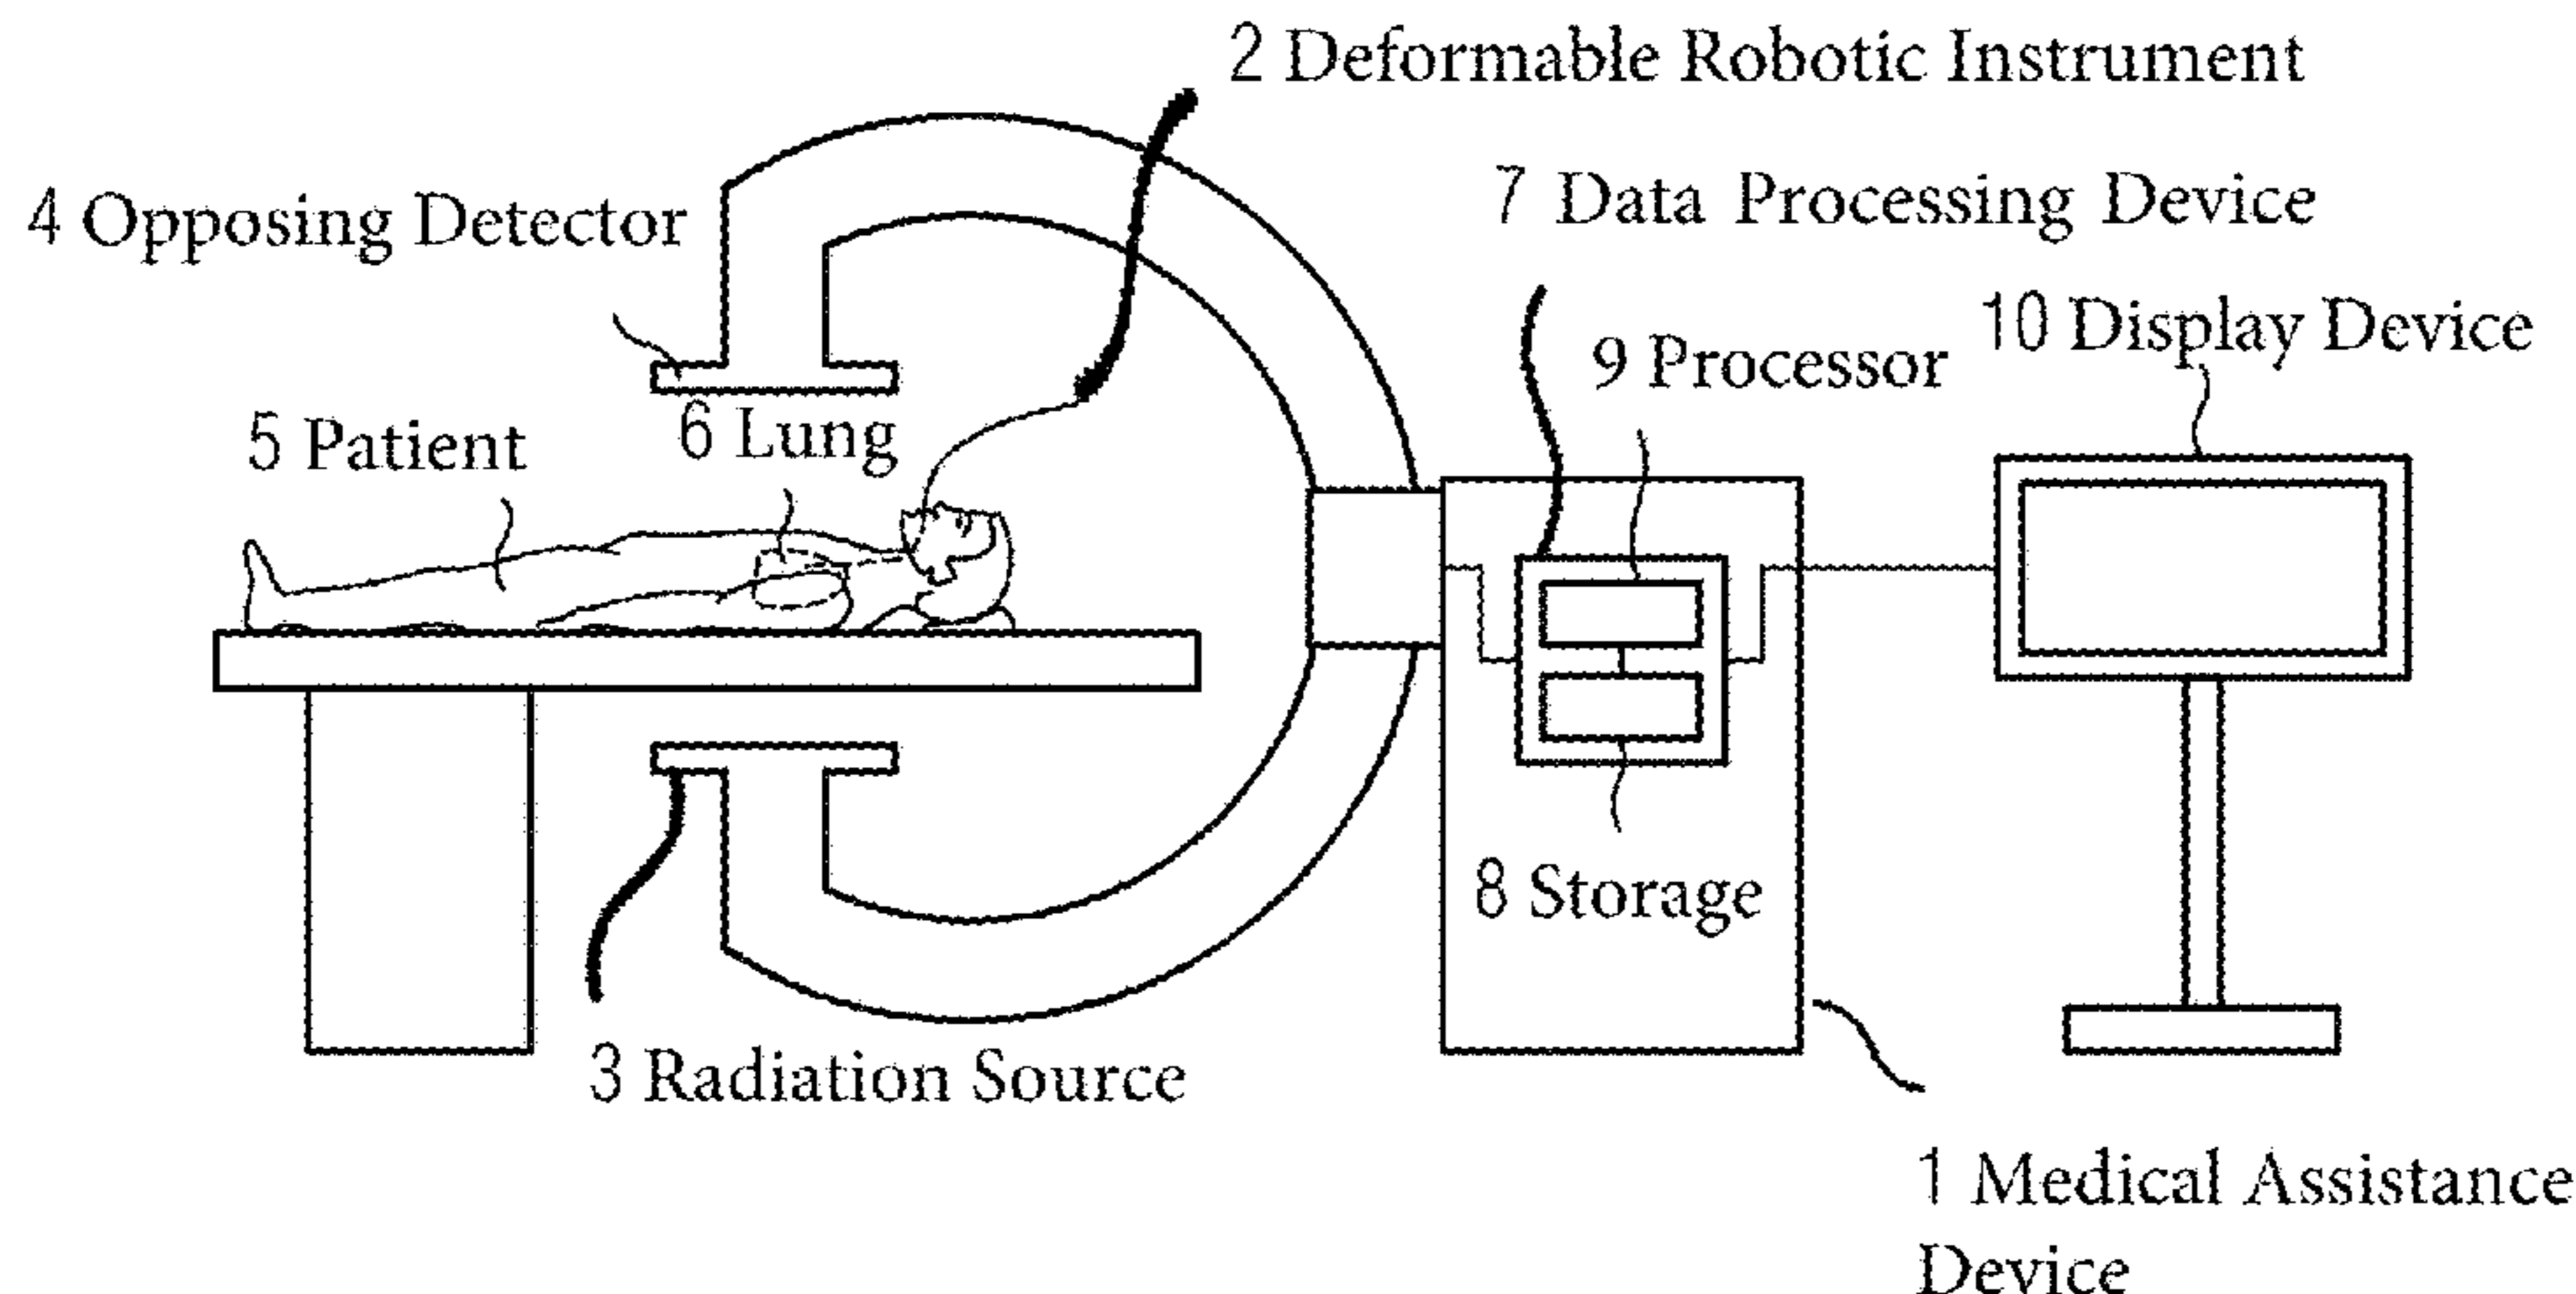 2 Deformable Robotic Instrument
4 Opposing Detector
7 Data Processing Device
10 Display Device
9 Processor
5 Patient
6 Lung
8 Storage
3 Radiation Source
1 Medical Assistance
Device